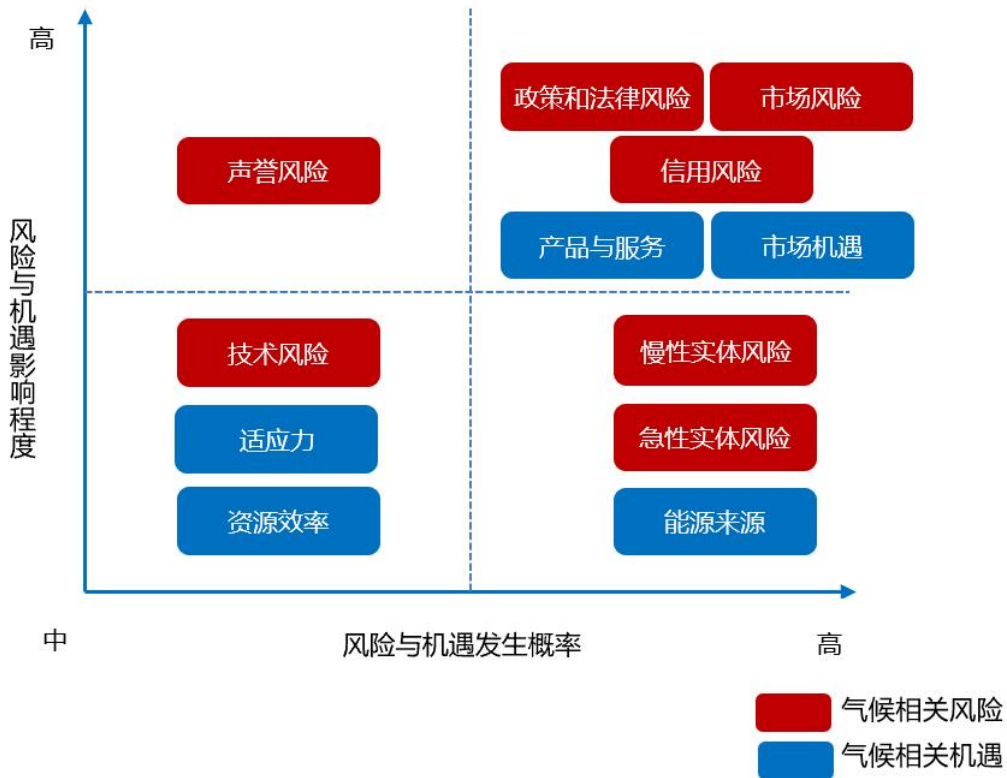 高
政策和法律风险
市场风险
声誉风险
信用风险
产品与服务
市场机遇
风险与机遇影响程度
技术风险
慢性实体风险
适应力
急性实体风险
资源效率
能源来源
中
风险与机遇发生概率
高
气候相关风险
气候相关机遇